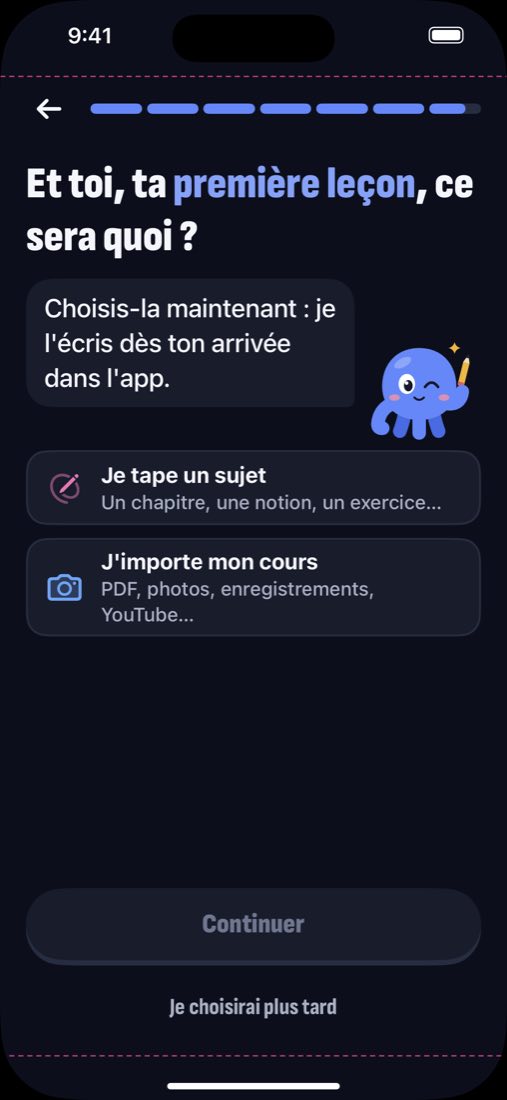 9:41
Et toi, ta première leçon, ce
sera quoi ?
Choisis-la maintenant : je
l'écris dès ton arrivée
dans l'app.
Je tape un sujet
Un chapitre, une notion, un exercice...
J'importe mon cours
PDF, photos, enregistrements,
YouTube...
Continuer
Je choisirai plus tard